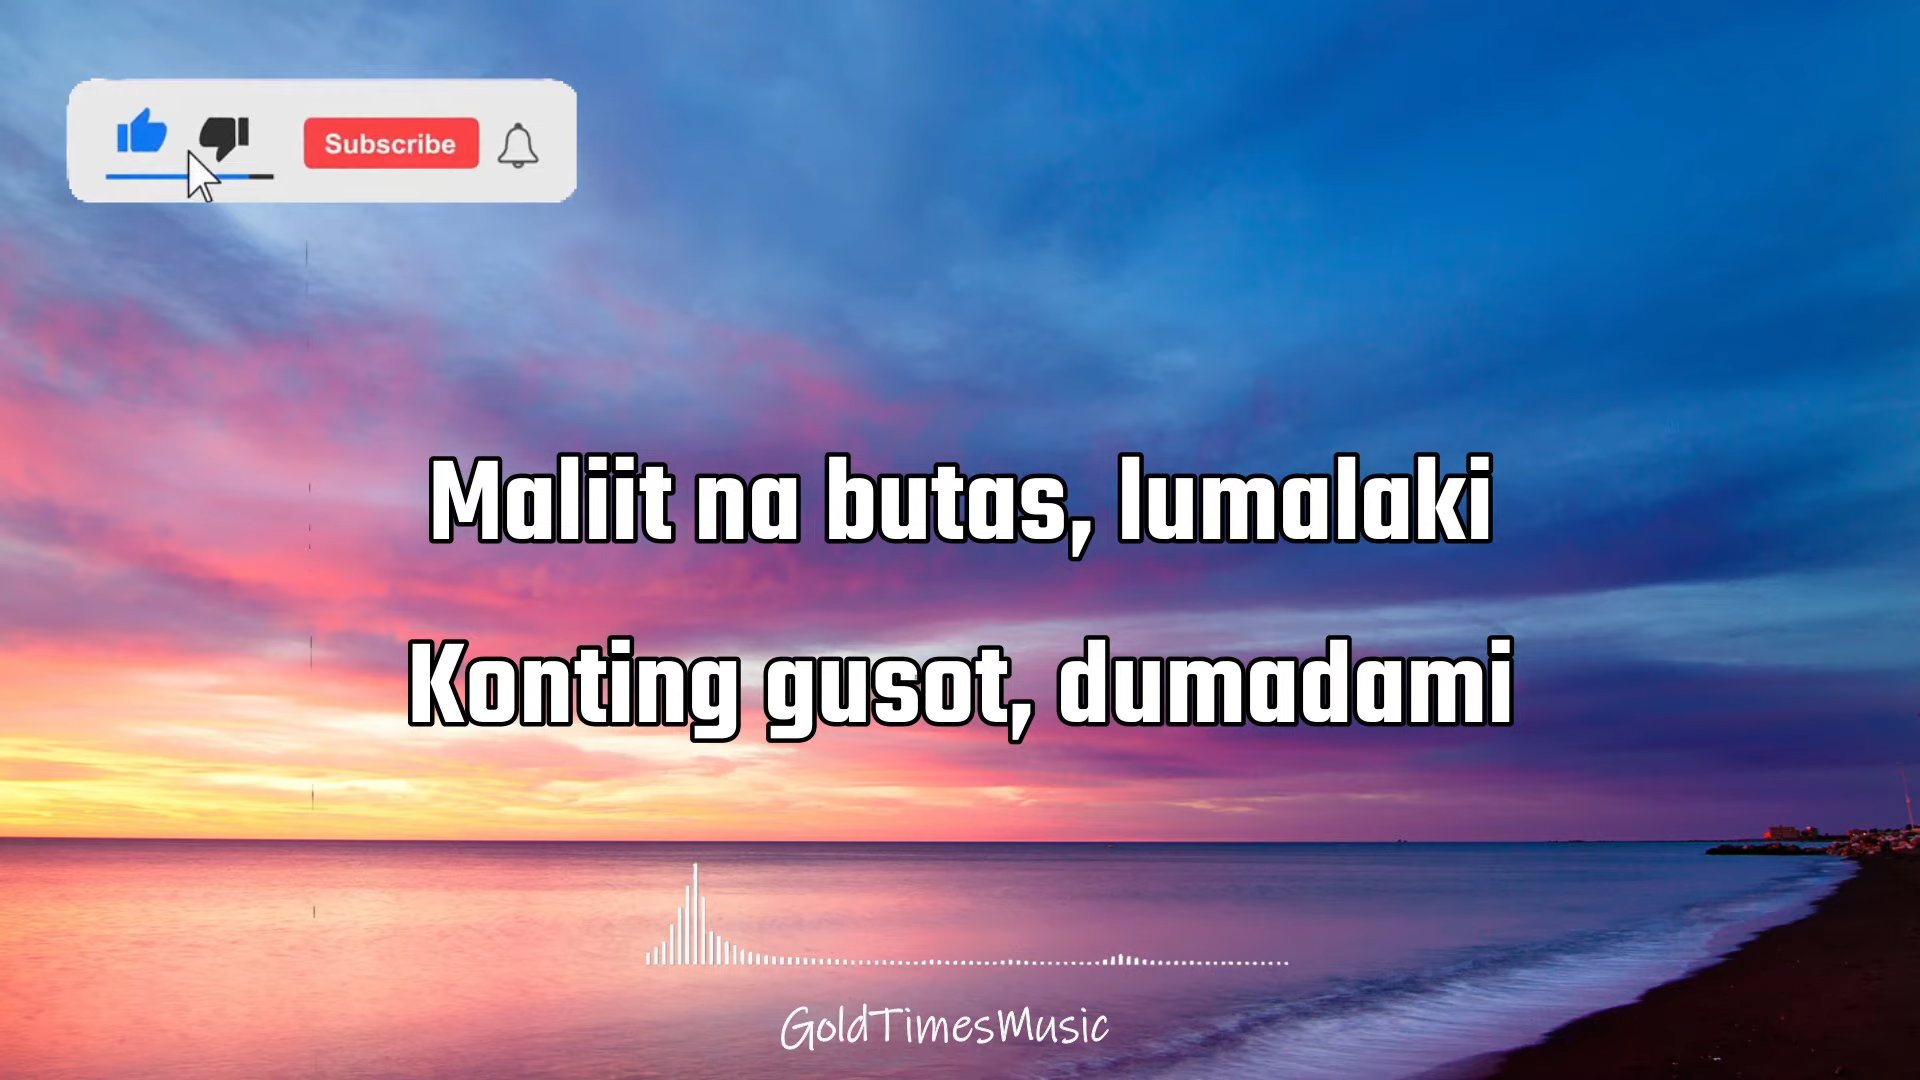 Subscribe
Maliit na butas, lumalaki
Konting gusot, dumadami
GoldTimesMusic